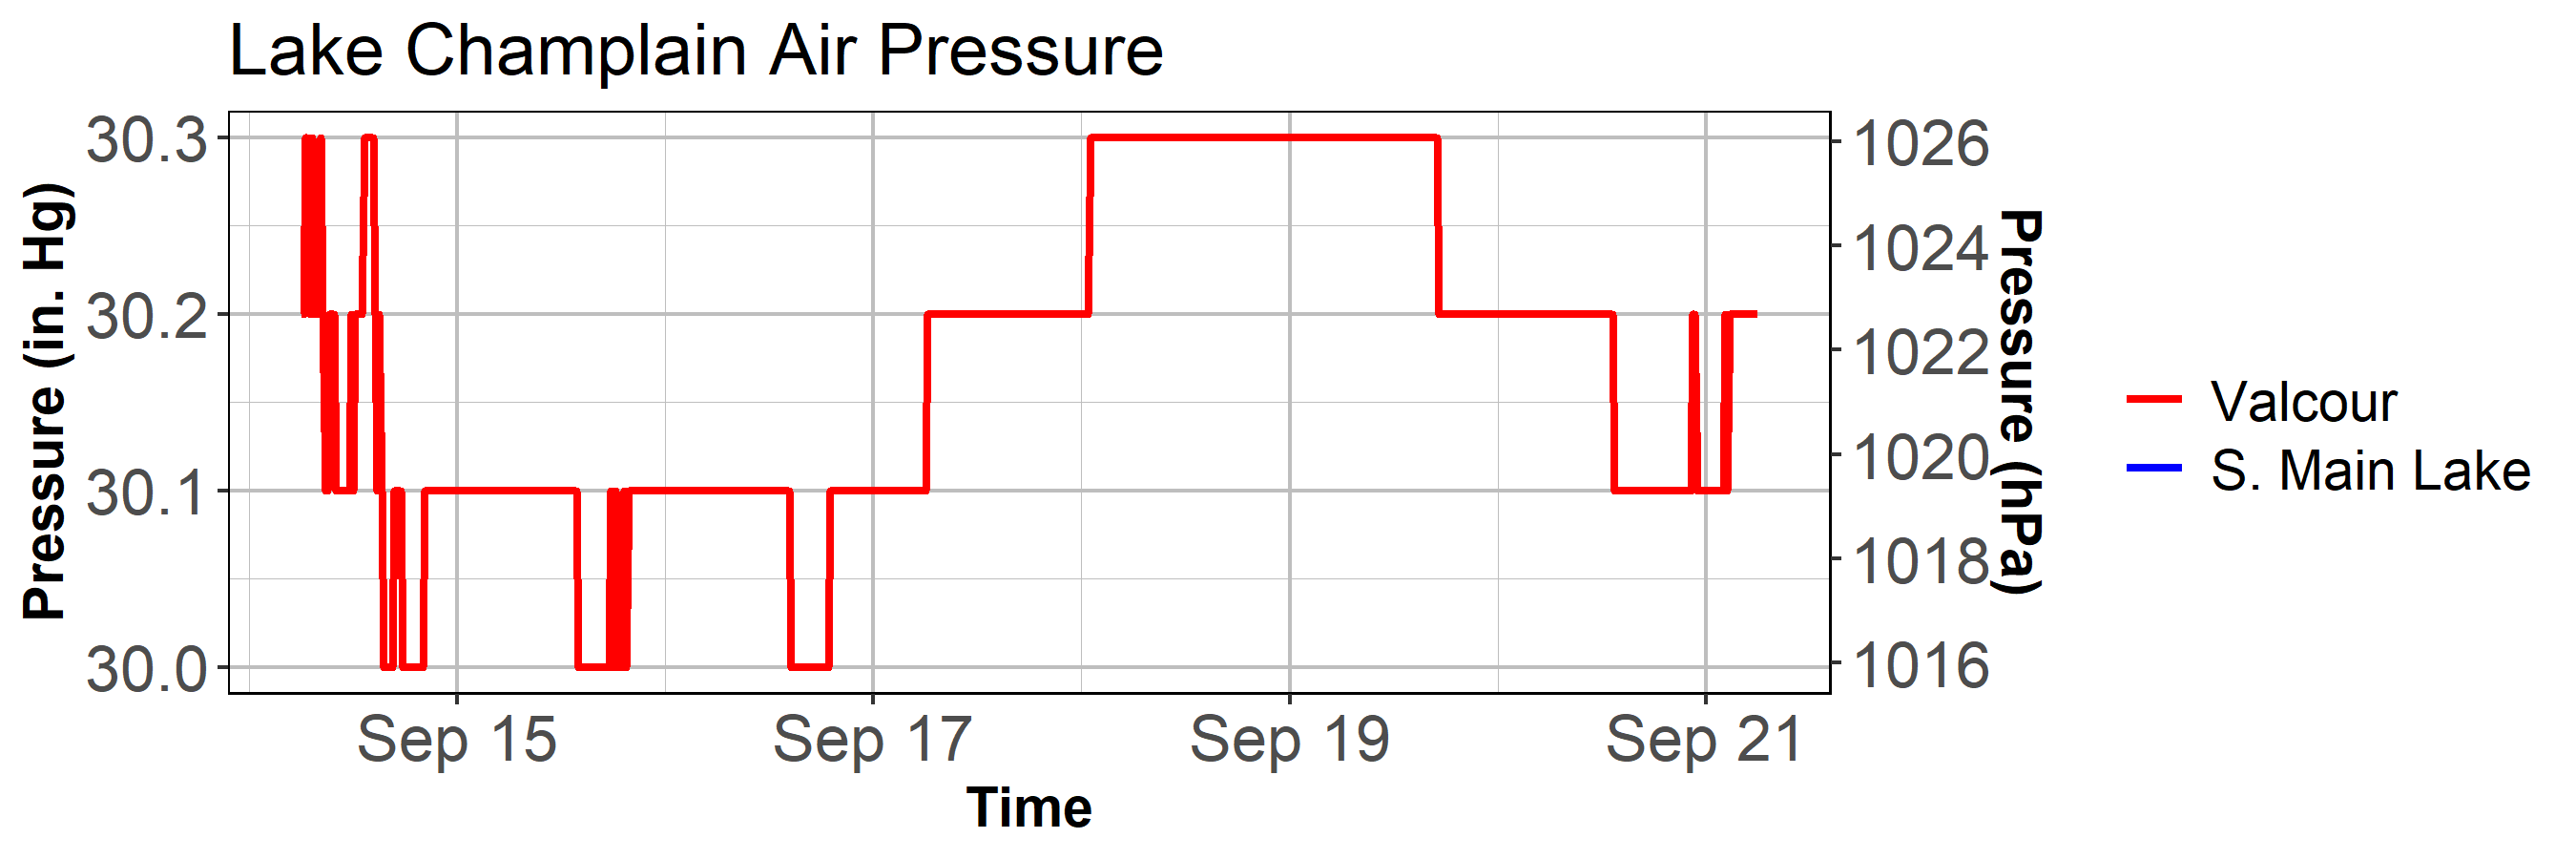 Lake Champlain Air Pressure
Pressure (in. Hg)
30.3
30.2
30.1
30.0
1026
1024
1022
1020
1018
1016
Pressure (hPa)
Sep 15
Sep 17
Sep 19
Sep 21
Time
Valcour
S. Main Lake